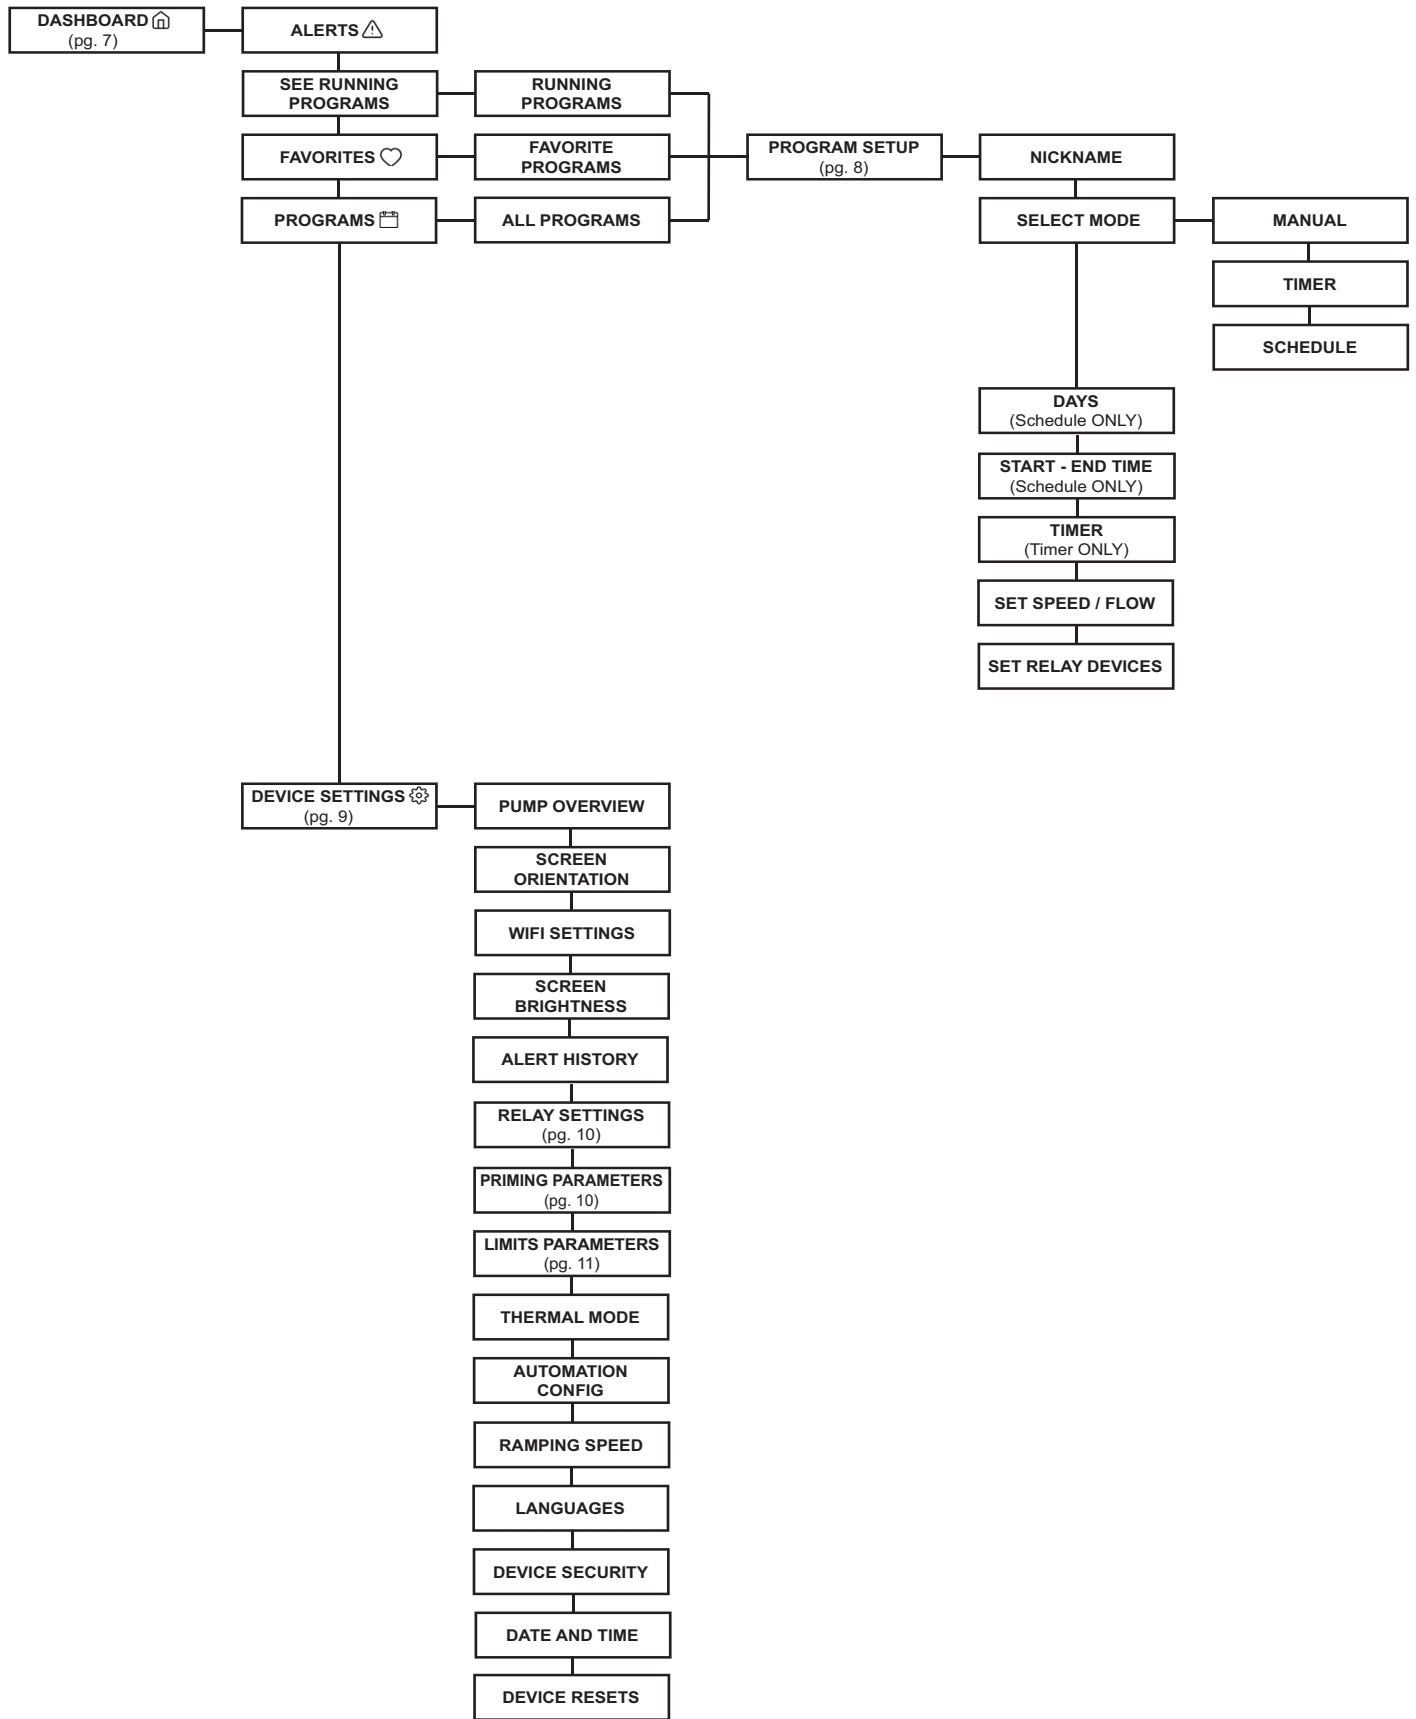 DASHBOARD
(pg. 7)
ALERTS
SEE RUNNING
PROGRAMS
RUNNING
PROGRAMS
FAVORITES
FAVORITE
PROGRAMS
PROGRAM SETUP
(pg. 8)
NICKNAME
PROGRAMS
ALL PROGRAMS
SELECT MODE
MANUAL
TIMER
SCHEDULE
DAYS
(Schedule ONLY)
START - END TIME
(Schedule ONLY)
TIMER
(Timer ONLY)
SET SPEED / FLOW
SET RELAY DEVICES
DEVICE SETTINGS
(pg. 9)
PUMP OVERVIEW
SCREEN
ORIENTATION
WIFI SETTINGS
SCREEN
BRIGHTNESS
ALERT HISTORY
RELAY SETTINGS
(pg. 10)
PRIMING PARAMETERS
(pg. 10)
LIMITS PARAMETERS
(pg. 11)
THERMAL MODE
AUTOMATION
CONFIG
RAMPING SPEED
LANGUAGES
DEVICE SECURITY
DATE AND TIME
DEVICE RESETS